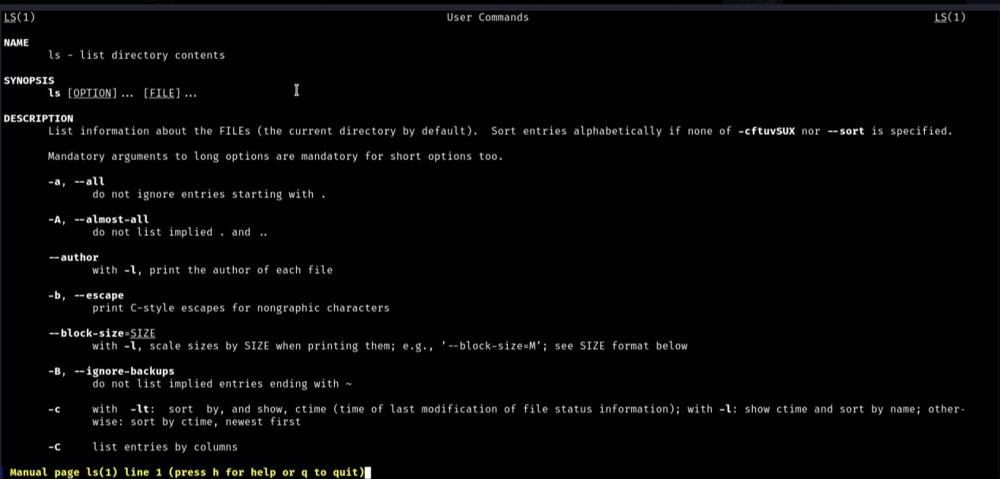 LS(1) User Commands LS(1)
NAME
ls - list directory contents
SYNOPSIS
ls [OPTION]... [FILE]...
DESCRIPTION
List information about the FILEs (the current directory by default). Sort entries alphabetically if none of -cftuvSUX nor --sort is specified.
Mandatory arguments to long options are mandatory for short options too.
-a, --all
do not ignore entries starting with .
-A, --almost-all
do not list implied . and ..
--author
with -l, print the author of each file
-b, --escape
print C-style escapes for nongraphic characters
--block-size=SIZE
with -l, scale sizes by SIZE when printing them; e.g., '--block-size=M'; see SIZE format below
-B, --ignore-backups
do not list implied entries ending with ~
-c with -lt: sort by, and show, ctime (time of last modification of file status information); with -l: show ctime and sort by name; other-
wise: sort by ctime, newest first
-C list entries by columns
Manual page ls(1) line 1 (press h for help or q to quit)